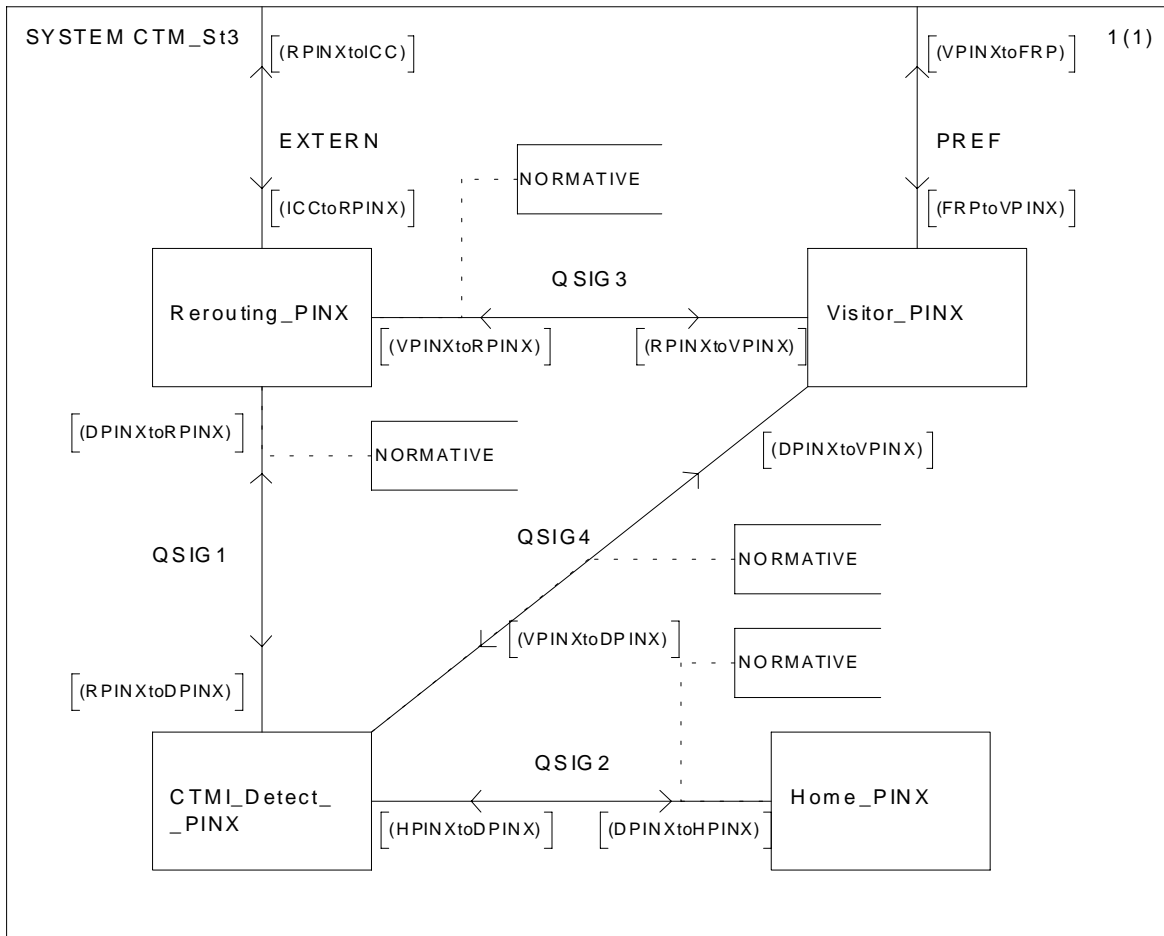 SYSTEM CTM_St3
1(1)
[(RPINXtoICC)]
[(VPINXtoFRP)]
EXTERN
PREF
NORMATIVE
[(ICCtoRPINX)]
[(FRPtoVPINX)]
QSIG3
Rerouting_PINX
Visitor_PINX
[(VPINXtoRPINX)]
[(RPINXtoVPINX)]
[(DPINXtoRPINX)]
[(DPINXtoVPINX)]
NORMATIVE
QSIG4
QSIG1
NORMATIVE
[(VPINXtoDPINX)]
NORMATIVE
[(RPINXtoDPINX)]
QSIG2
CTMI_Detect_
_PINX
Home_PINX
[(HPINXtoDPINX)]
[(DPINXtoHPINX)]